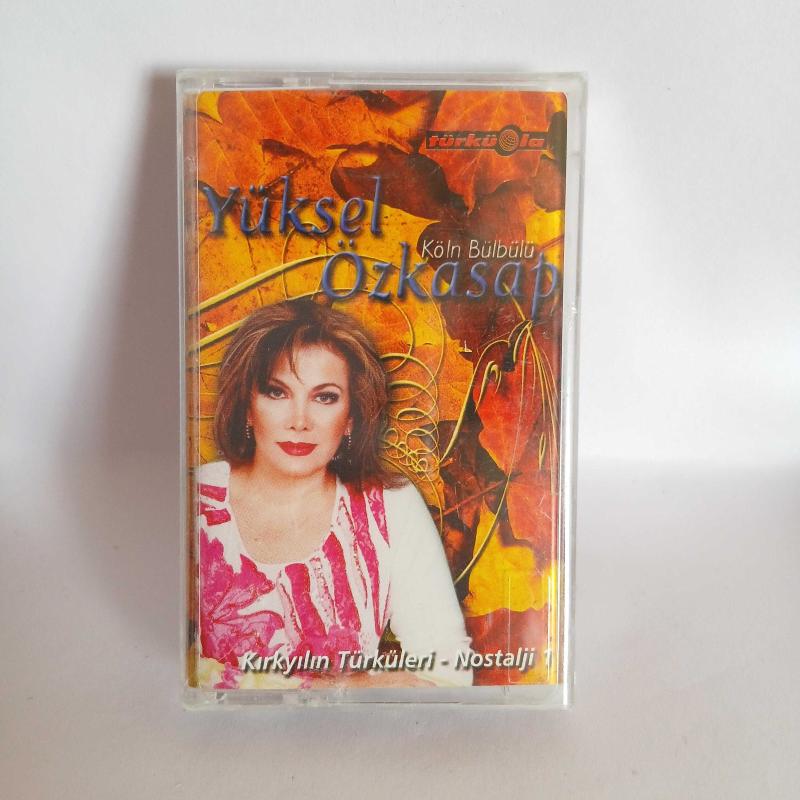 türküola
Yüksel
Köln Bülbülü
Özkasap
Kırkyılın Türküleri - Nostalji 1